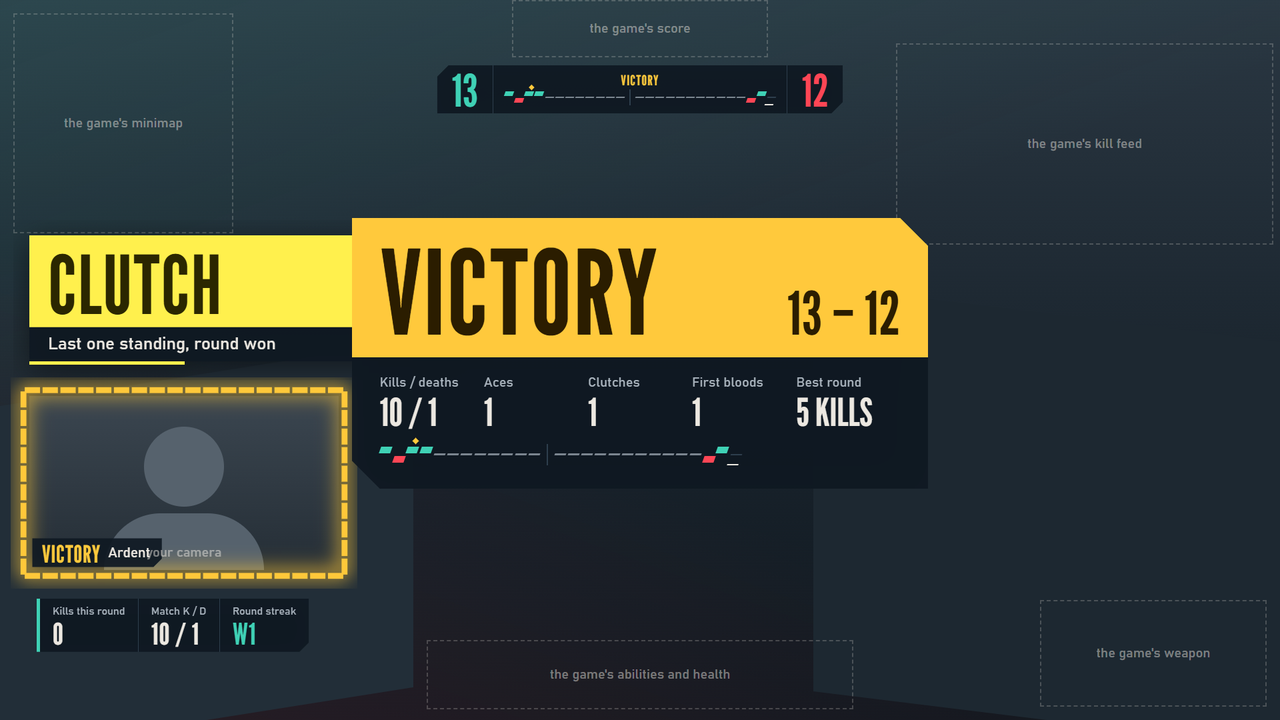 the game's score
13
VICTORY
12
the game's minimap
the game's kill feed
CLUTCH
Last one standing, round won
VICTORY
13 – 12
Kills / deaths
Aces
Clutches
First bloods
Best round
10 / 1
1
1
1
5 KILLS
VICTORY Ardent
your camera
Kills this round
Match K / D
Round streak
0
10 / 1
W1
the game's abilities and health
the game's weapon